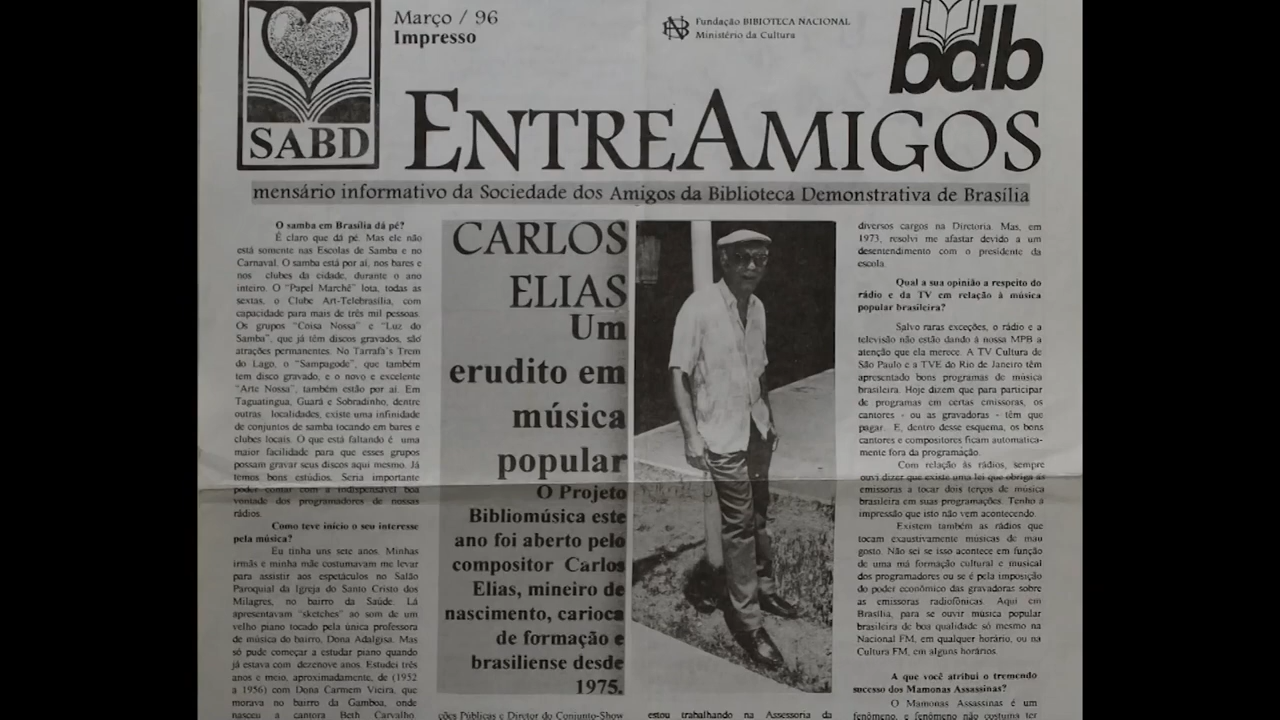 SABD
Março / 96
Impresso
Fundação BIBLIOTECA NACIONAL
Ministério da Cultura
bdb
ENTREAMIGOS
mensário informativo da Sociedade dos Amigos da Biblioteca Demonstrativa de Brasília
O samba em Brasília dá pé?
É claro que dá pé. Mas ele não
está somente nas Escolas de Samba e no
Carnaval. O samba está por aí, nos bares e
nos clubes da cidade, durante o ano
inteiro. O "Papel Marchê" lota, todas as
sextas, o Clube Art-Telebrasília, com
capacidade para mais de três mil pessoas.
Os grupos "Coisa Nossa" e "Luz do
Samba", que já têm discos gravados, são
atrações permanentes. No Tarrafa's Trem
do Lago, o "Sampagode", que também
tem disco gravado, e o novo e excelente
"Arte Nossa", também estão por aí. Em
Taguatingua, Guará e Sobradinho, dentre
outras localidades, existe uma infinidade
de conjuntos de samba tocando em bares e
clubes locais. O que está faltando é uma
maior facilidade para que esses grupos
possam gravar seus discos aqui mesmo. Já
temos bons estúdios. Seria importante
poder contar com a indispensável boa
vontade dos programadores de nossas
rádios.
Como teve início o seu interesse
pela música?
Eu tinha uns sete anos. Minhas
irmãs e minha mãe costumavam me levar
para assistir aos espetáculos no Salão
Paroquial da Igreja do Santo Cristo dos
Milagres, no bairro da Saúde. Lá
apresentavam "sketches" ao som de um
velho piano tocado pela única professora
de música do bairro, Dona Adalgisa. Mas
só pude começar a estudar piano quando
já estava com dezenove anos. Estudei três
anos e meio, aproximadamente, de (1952
a 1956) com Dona Carmem Vieira, que
morava no bairro da Gamboa, onde
nasceu a cantora Beth Carvalho.
CARLOS
ELIAS
Um
erudito em
música
popular
O Projeto
Bibliomúsica este
ano foi aberto pelo
compositor Carlos
Elias, mineiro de
nascimento, carioca
de formação e
brasiliense desde
1975.
ções Públicas e Diretor do Conjunto-Show
estou trabalhando na Assessoria da
diversos cargos na Diretoria. Mas, em
1973, resolvi me afastar devido a um
desentendimento com o presidente da
escola.
Qual a sua opinião a respeito do
rádio e da TV em relação à música
popular brasileira?
Salvo raras exceções, o rádio e a
televisão não estão dando à nossa MPB a
atenção que ela merece. A TV Cultura de
São Paulo e a TVE do Rio de Janeiro têm
apresentado bons programas de música
brasileira. Hoje dizem que para participar
de programas em certas emissoras, os
cantores - ou as gravadoras - têm que
pagar. E, dentro desse esquema, os bons
cantores e compositores ficam automatica-
mente fora da programação.
Com relação às rádios, sempre
ouvi dizer que existe uma lei que obriga as
emissoras a tocar dois terços de música
brasileira em suas programações. Tenho a
impressão que isto não vem acontecendo.
Existem também as rádios que
tocam exaustivamente músicas de mau
gosto. Não sei se isso acontece em função
de uma má formação cultural e musical
dos programadores ou se é pela imposição
do poder econômico das gravadoras sobre
as emissoras radiofônicas. Aqui em
Brasília, para se ouvir música popular
brasileira de boa qualidade só mesmo na
Nacional FM, em qualquer horário, ou na
Cultura FM, em alguns horários.
A que você atribui o tremendo
sucesso dos Mamonas Assassinas?
O Mamonas Assassinas é um
fenômeno, e fenômeno não costuma ter